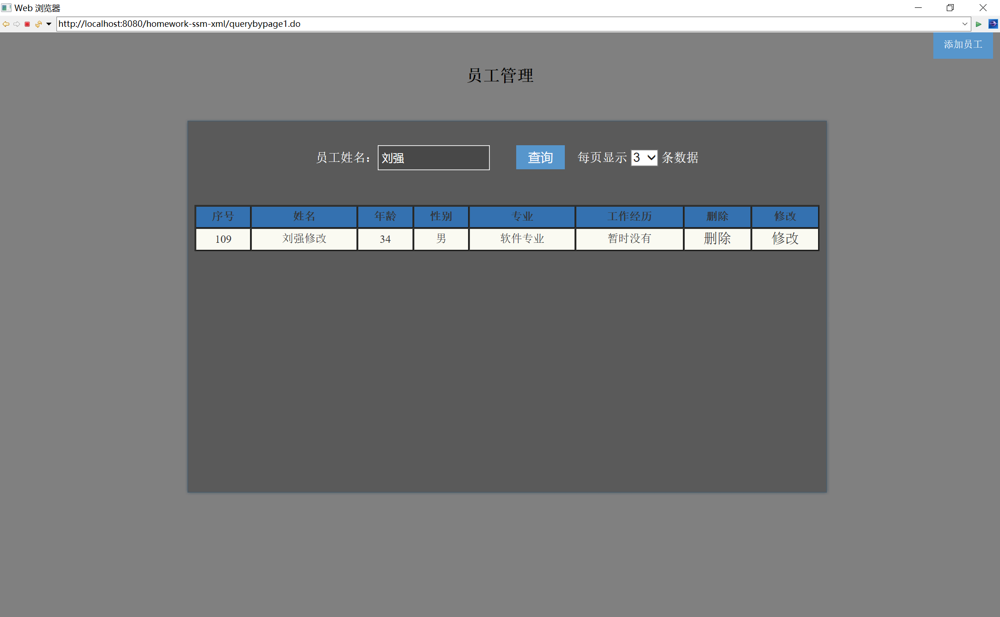 Web 浏览器
http://localhost:8080/homework-ssm-xml/querybypage1.do
添加员工
员工管理
员工姓名： 刘强 查询 每页显示 3 条数据
序号 姓名 年龄 性别 专业 工作经历 删除 修改
109 刘强修改 34 男 软件专业 暂时没有 删除 修改